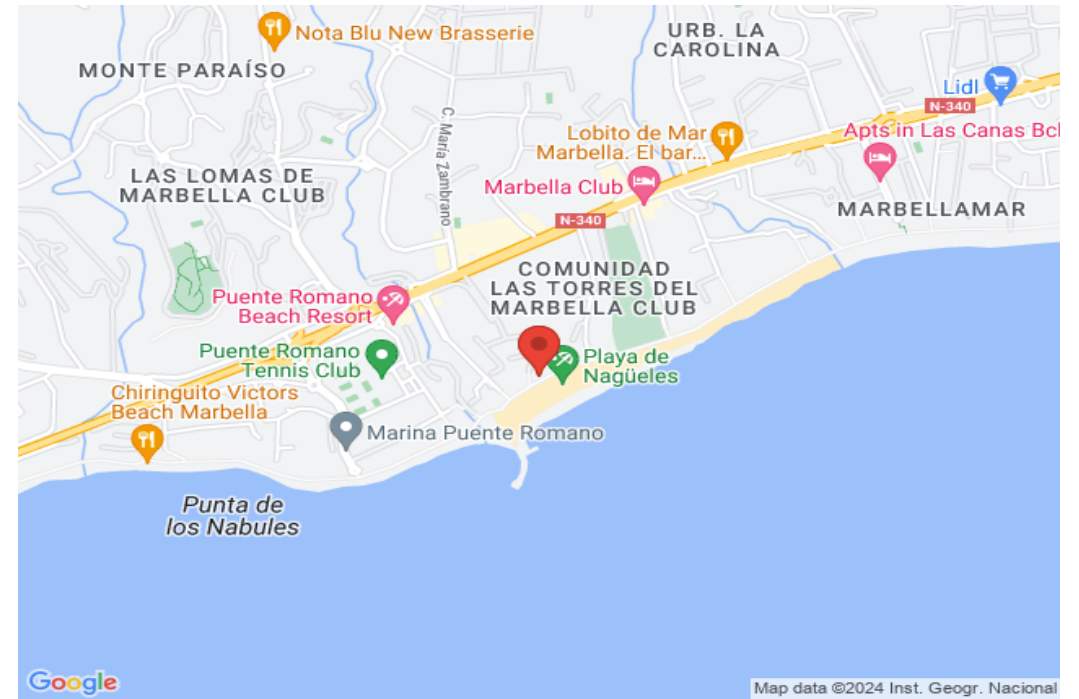 Nota Blu New Brasserie
URB. LA
CAROLINA
MONTE PARAÍSO
Lidl
N-340
C. María Zambrano
Lobito de Mar
Marbella. El bar...
Apts in Las Canas Bcl
LAS LOMAS DE
MARBELLA CLUB
Marbella Club
MARBELLAMAR
N-340
COMUNIDAD
LAS TORRES DEL
MARBELLA CLUB
Puente Romano
Beach Resort
Puente Romano
Tennis Club
Playa de
Nagüeles
Chiringuito Victors
Beach Marbella
Marina Puente Romano
Punta de
los Nabules
Google
Map data ©2024 Inst. Geogr. Nacional